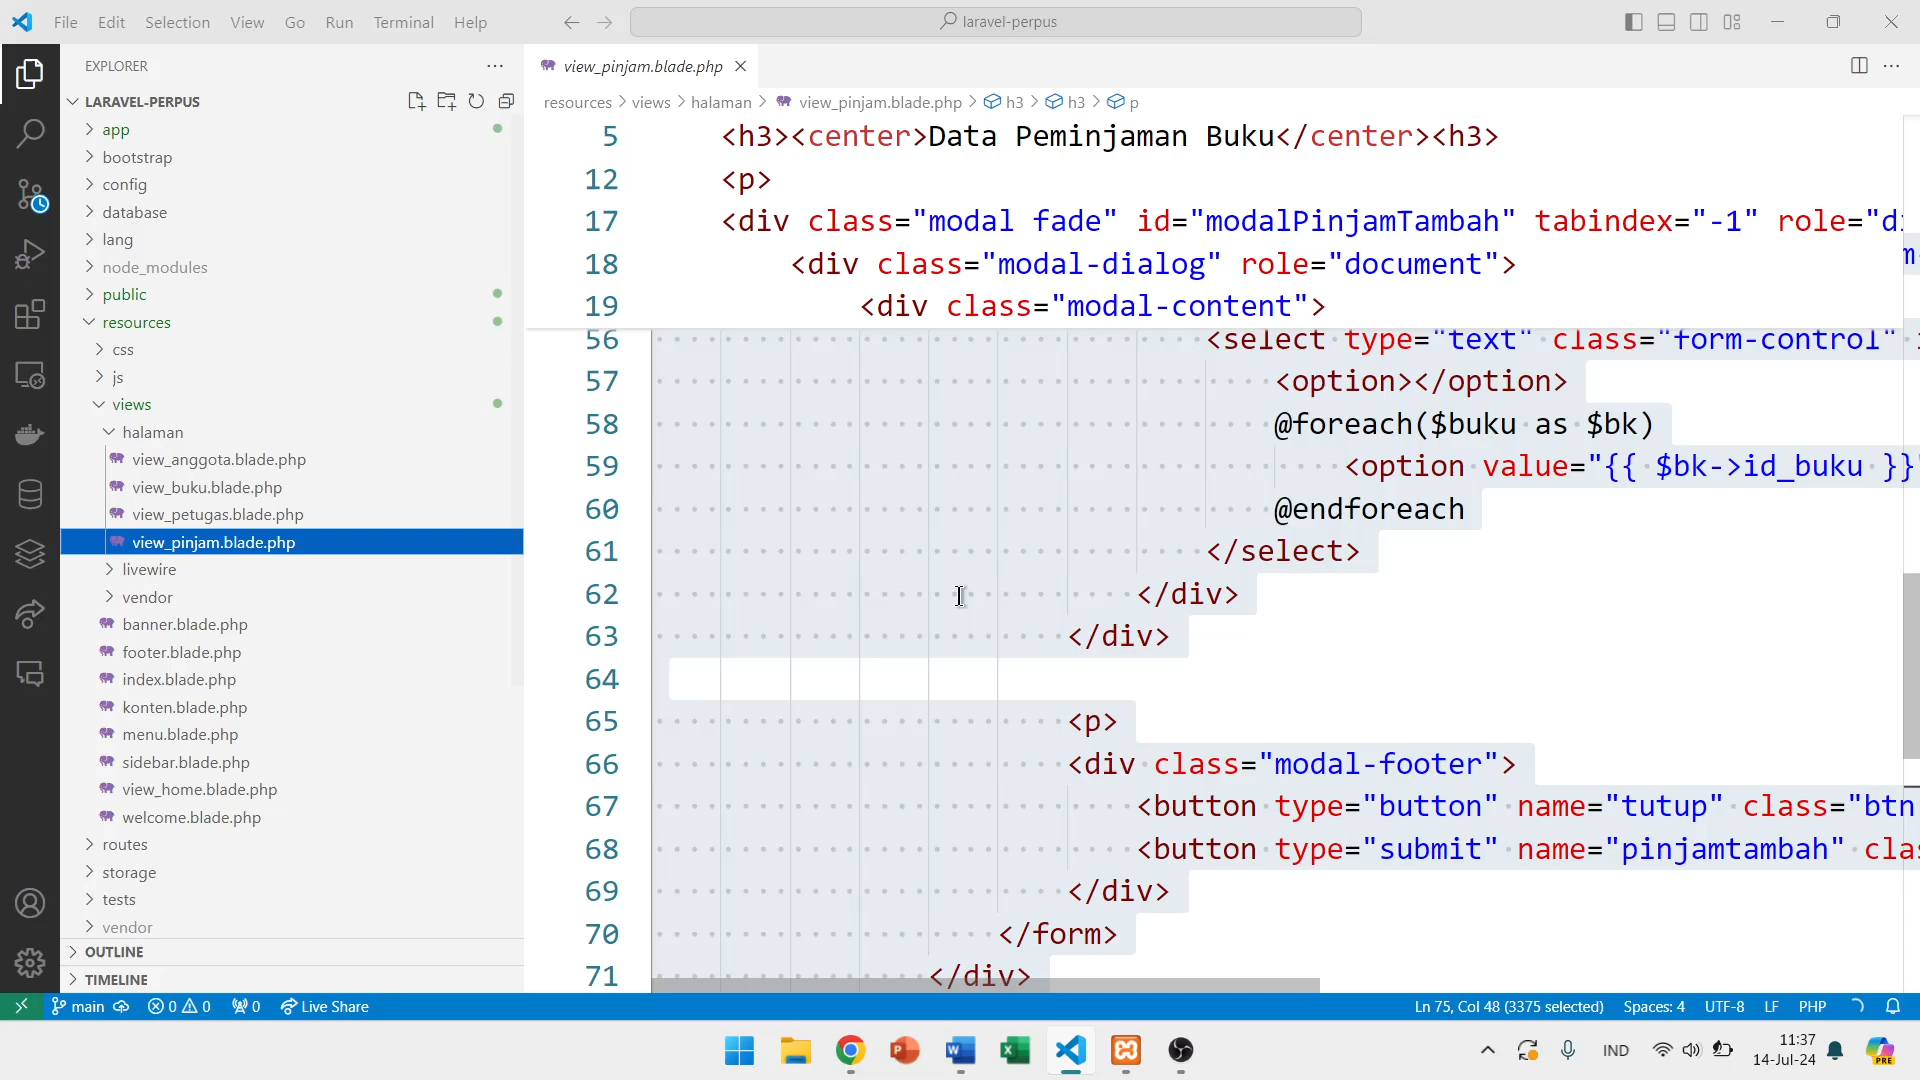 File Edit Selection View Go Run Terminal Help
laravel-perpus
EXPLORER
LARAVEL-PERPUS
app
bootstrap
config
database
lang
node_modules
public
resources
css
js
views
halaman
view_anggota.blade.php
view_buku.blade.php
view_petugas.blade.php
view_pinjam.blade.php
livewire
vendor
banner.blade.php
footer.blade.php
index.blade.php
konten.blade.php
menu.blade.php
sidebar.blade.php
view_home.blade.php
welcome.blade.php
routes
storage
tests
vendor
OUTLINE
TIMELINE
view_pinjam.blade.php
resources > views > halaman > view_pinjam.blade.php > h3 > h3 > p
5 <h3><center>Data Peminjaman Buku</center><h3>
12 <p>
17 <div class="modal fade" id="modalPinjamTambah" tabindex="-1" role="di
18 <div class="modal-dialog" role="document">
19 <div class="modal-content">
56 <select type="text" class="form-control"
57 <option></option>
58 @foreach($buku as $bk)
59 <option value="{{ $bk->id_buku }}"
60 @endforeach
61 </select>
62 </div>
63 </div>
64
65 <p>
66 <div class="modal-footer">
67 <button type="button" name="tutup" class="btn
68 <button type="submit" name="pinjamtambah" clas
69 </div>
70 </form>
71 </div>
main 0 0 0 Live Share Ln 75, Col 48 (3375 selected) Spaces: 4 UTF-8 LF PHP
IND 11:37
14-Jul-24
PRE